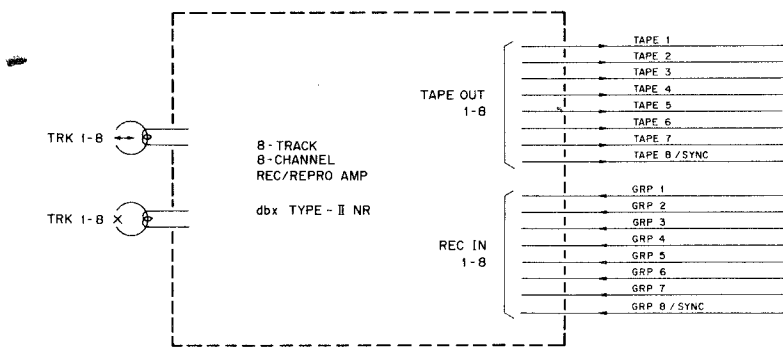 TRK 1-8
TRK 1-8
8-TRACK
8-CHANNEL
REC/REPRO AMP
dbx TYPE-II NR
TAPE OUT
1-8
TAPE 1
TAPE 2
TAPE 3
TAPE 4
TAPE 5
TAPE 6
TAPE 7
TAPE 8/SYNC
REC IN
1-8
GRP 1
GRP 2
GRP 3
GRP 4
GRP 5
GRP 6
GRP 7
GRP 8/SYNC